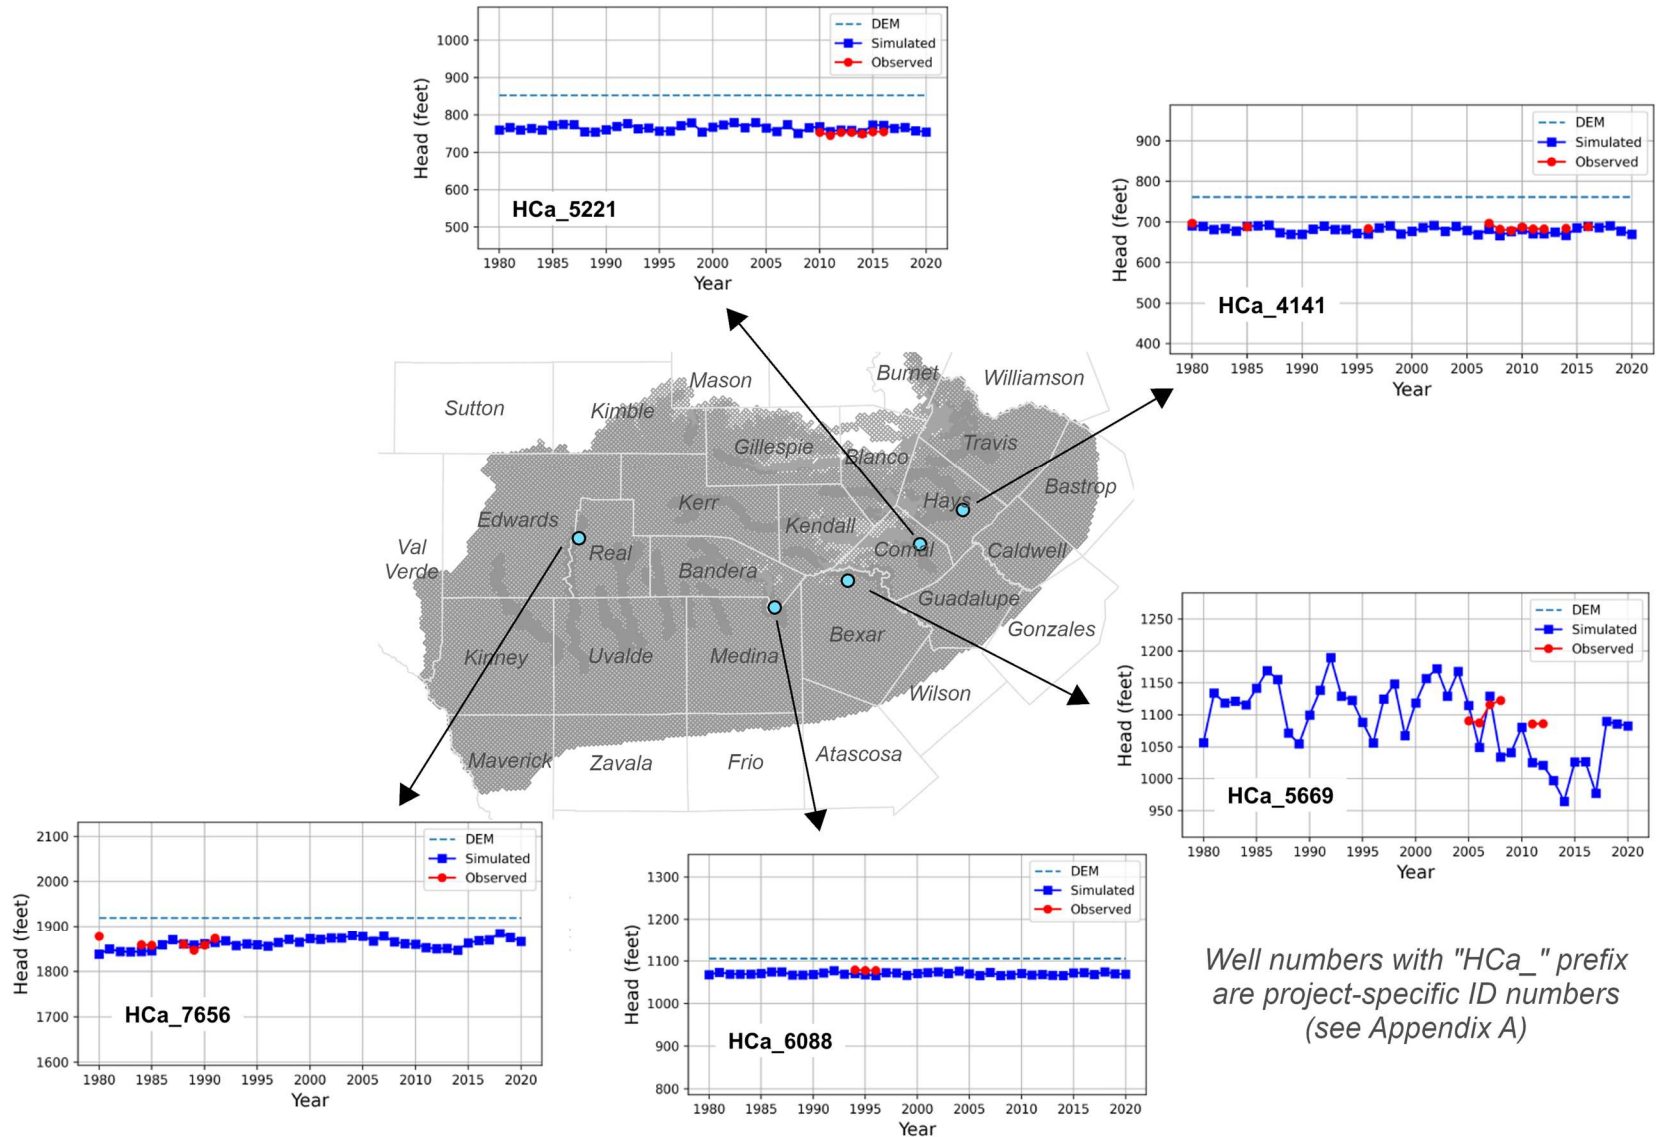 1000
900
800
700
600
500
Head (feet)
DEM
Simulated
Observed
HCa_5221
1980 1985 1990 1995 2000 2005 2010 2015 2020
Year
900
800
700
600
500
400
Head (feet)
DEM
Simulated
Observed
HCa_4141
1980 1985 1990 1995 2000 2005 2010 2015 2020
Year
Sutton
Mason
Kimble
Burnet
Williamson
Gillespie
Blanco
Travis
Edwards
Kerr
Kendall
Hays
Bastrop
Val
Verde
Real
Bandera
Comal
Caldwell
Guadalupe
Gonzales
Kinney
Uvalde
Medina
Bexar
Wilson
Maverick
Zavala
Frio
Atascosa
1250
1200
1150
1100
1050
1000
950
Head (feet)
DEM
Simulated
Observed
HCa_5669
1980 1985 1990 1995 2000 2005 2010 2015 2020
Year
2100
2000
1900
1800
1700
1600
Head (feet)
DEM
Simulated
Observed
HCa_7656
1980 1985 1990 1995 2000 2005 2010 2015 2020
Year
1300
1200
1100
1000
900
800
Head (feet)
DEM
Simulated
Observed
HCa_6088
1980 1985 1990 1995 2000 2005 2010 2015 2020
Year
Well numbers with "HCa_" prefix
are project-specific ID numbers
(see Appendix A)